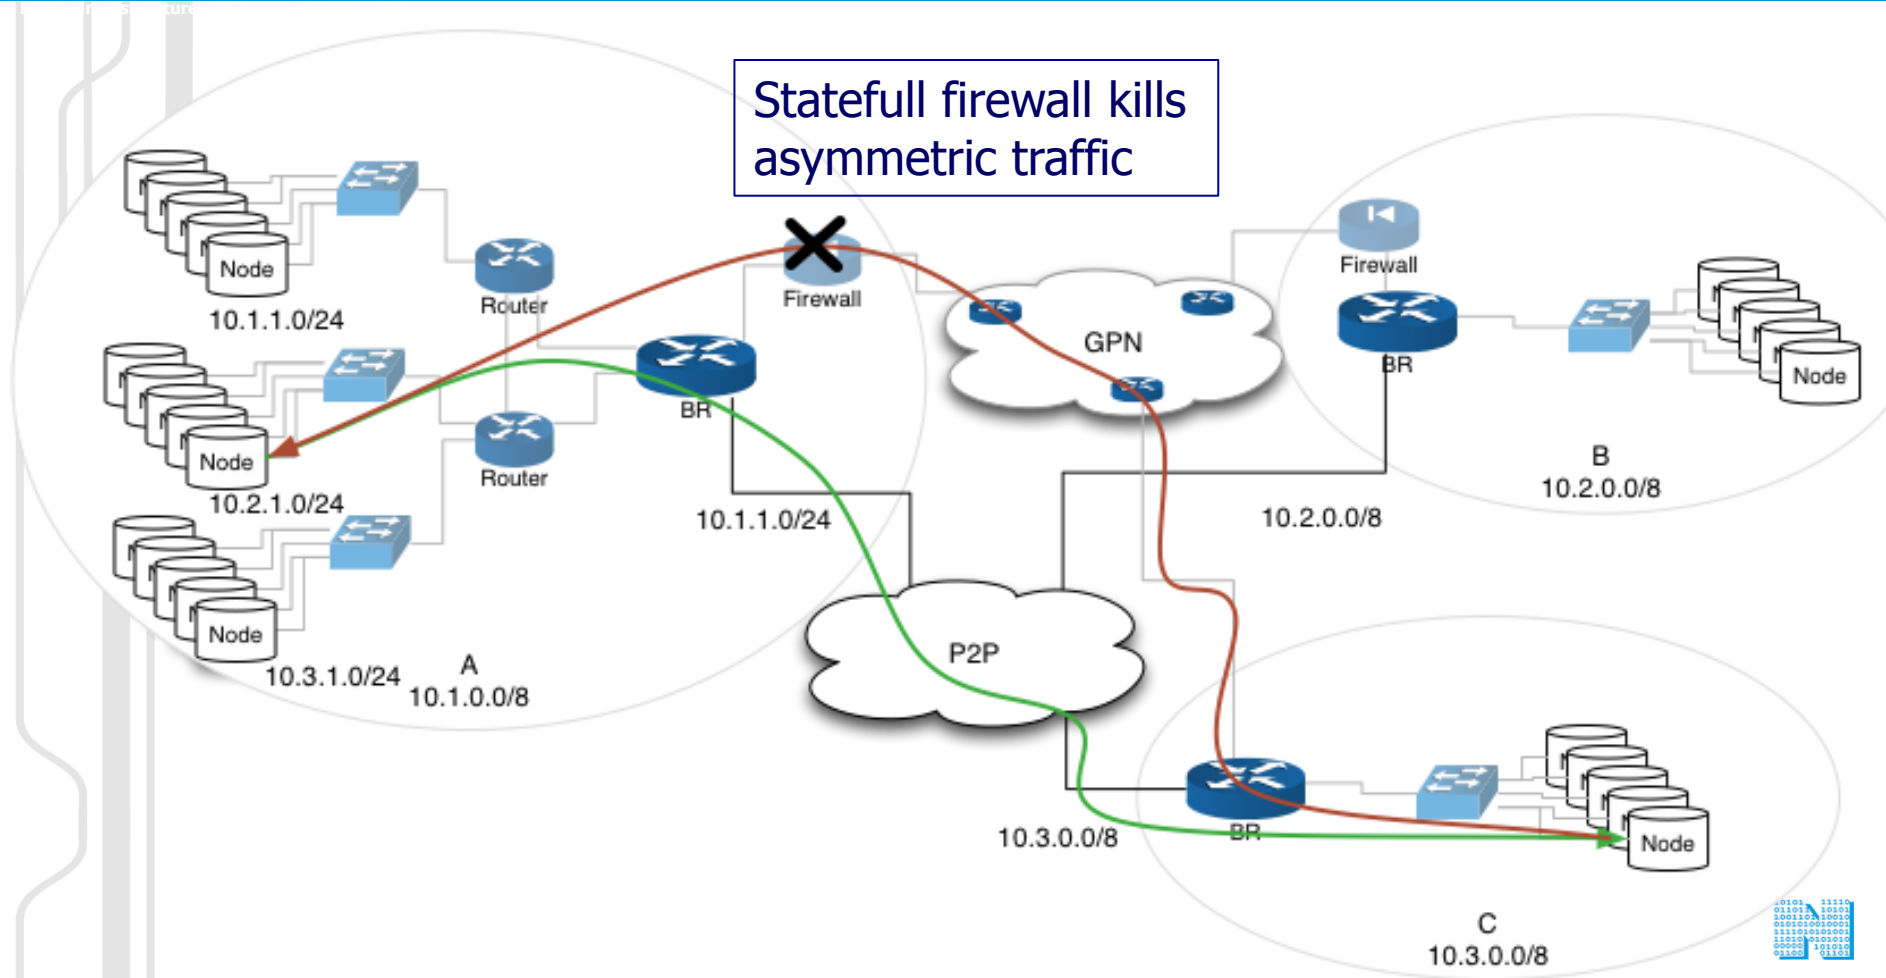 Statefull firewall kills
asymmetric traffic
Node
10.1.1.0/24
Router
Firewall
GPN
Firewall
BR
Node
BR
Node
10.2.1.0/24
Router
10.1.1.0/24
10.2.0.0/8
B
10.2.0.0/8
Node
10.3.1.0/24
A
10.1.0.0/8
P2P
10.3.0.0/8
BR
Node
C
10.3.0.0/8